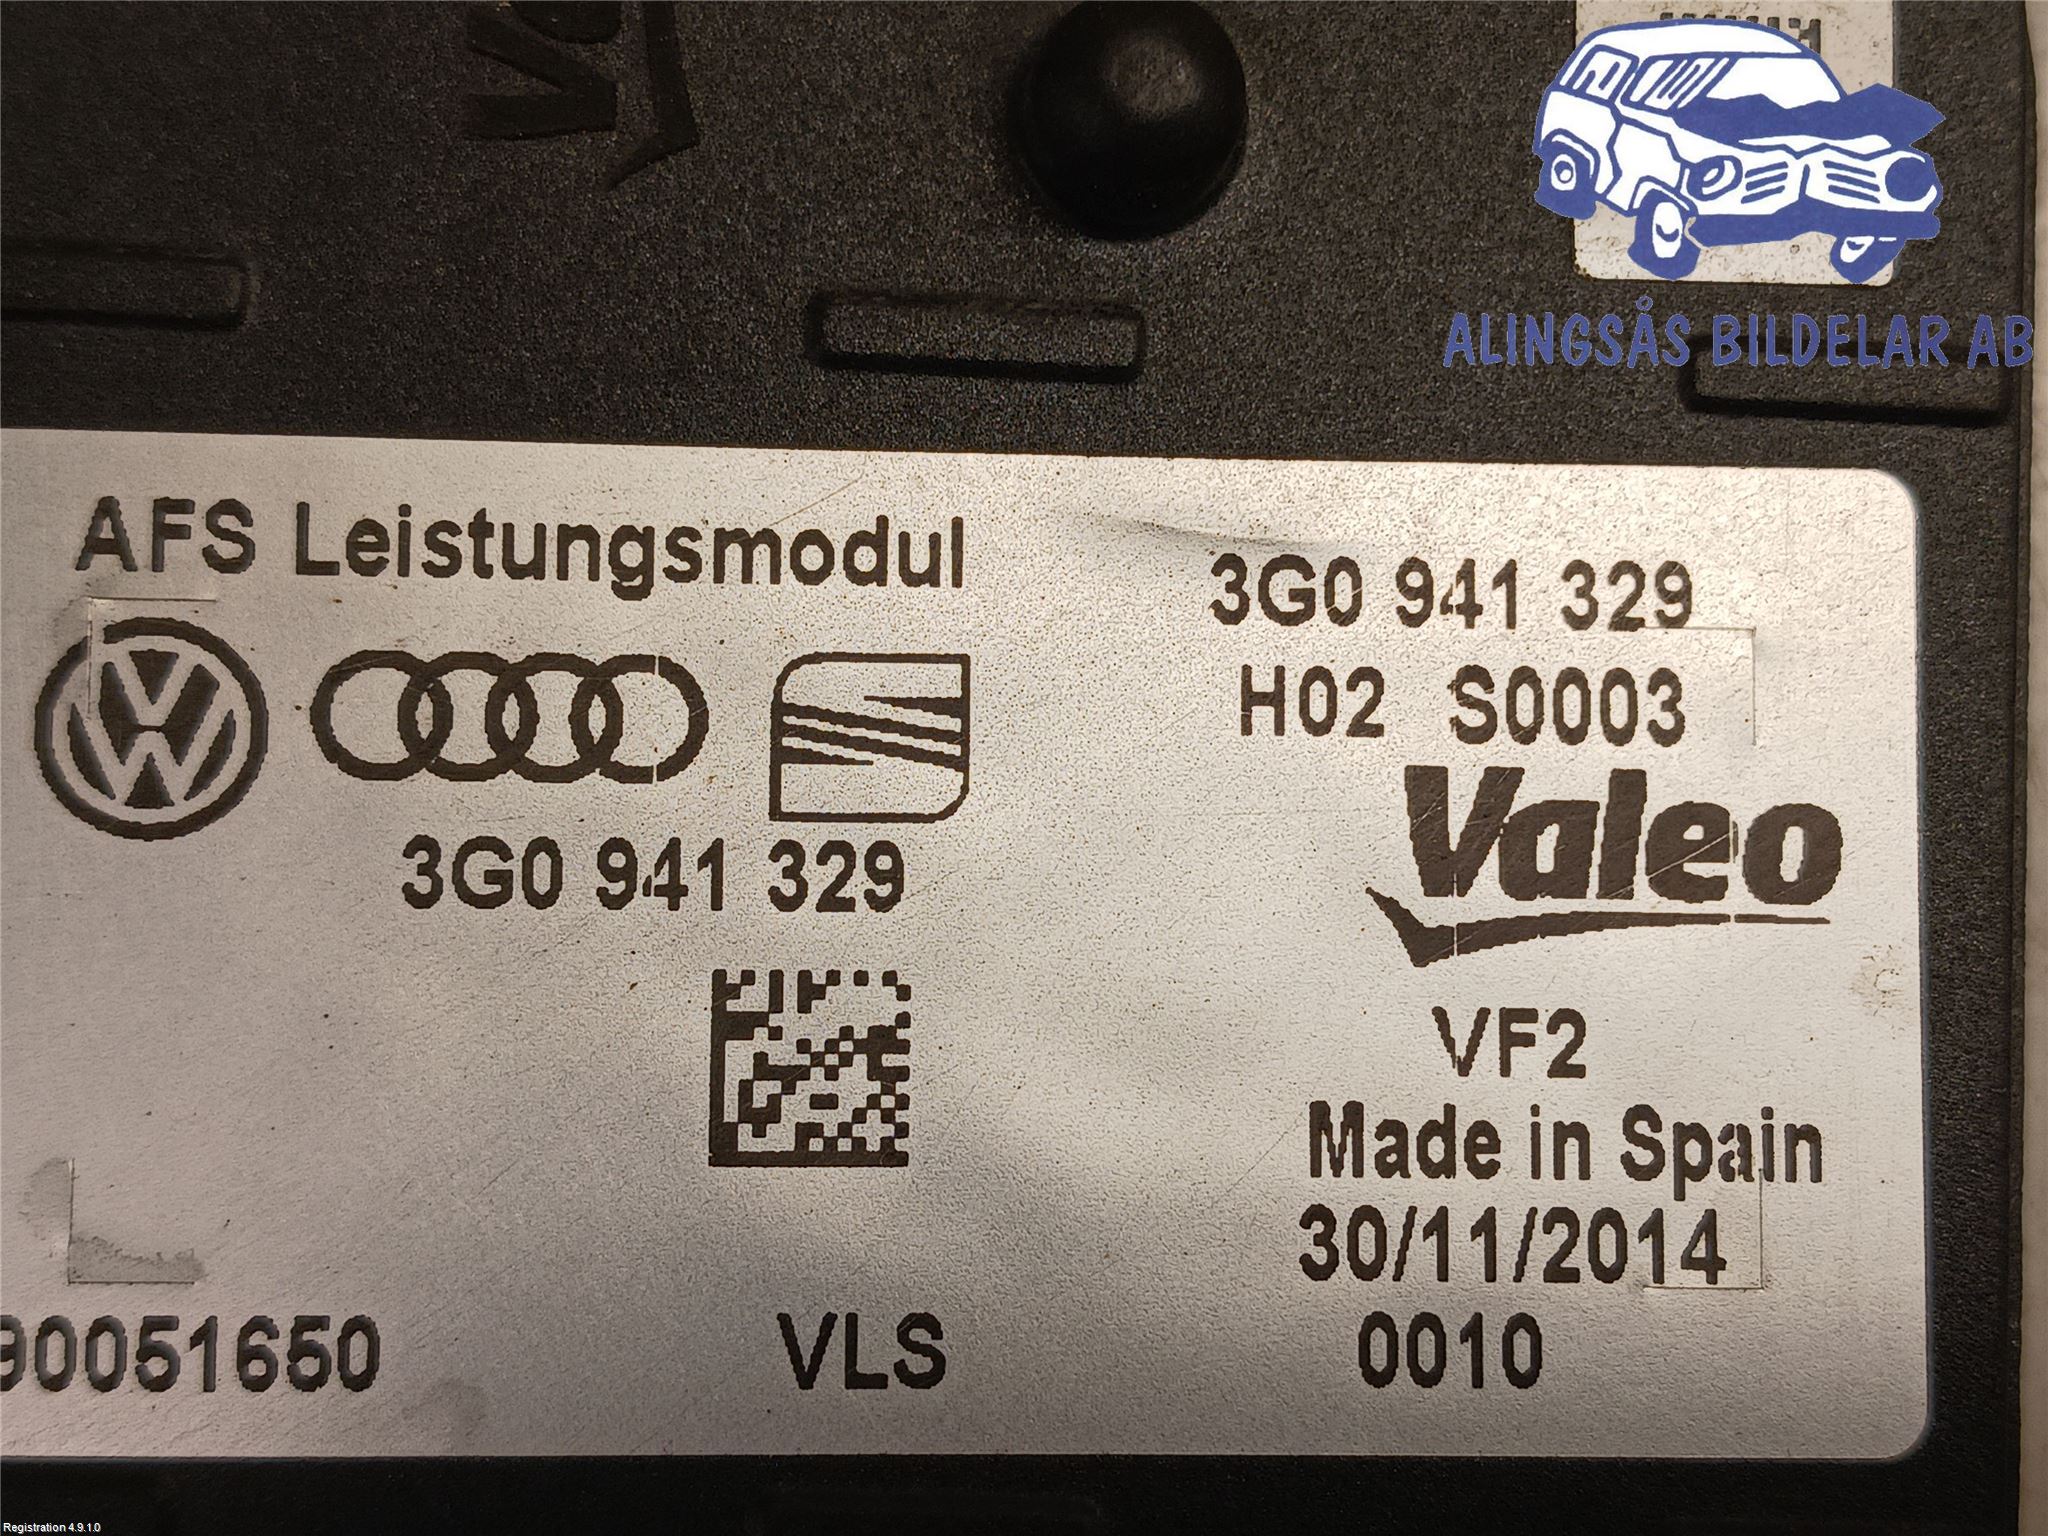 ALINGSÅS BILDELAR AB
AFS Leistungsmodul
3G0 941 329
3G0 941 329
H02 S0003
Valeo
VF2
Made in Spain
30/11/2014
90051650
VLS
0010
Registration 4.9.1.0